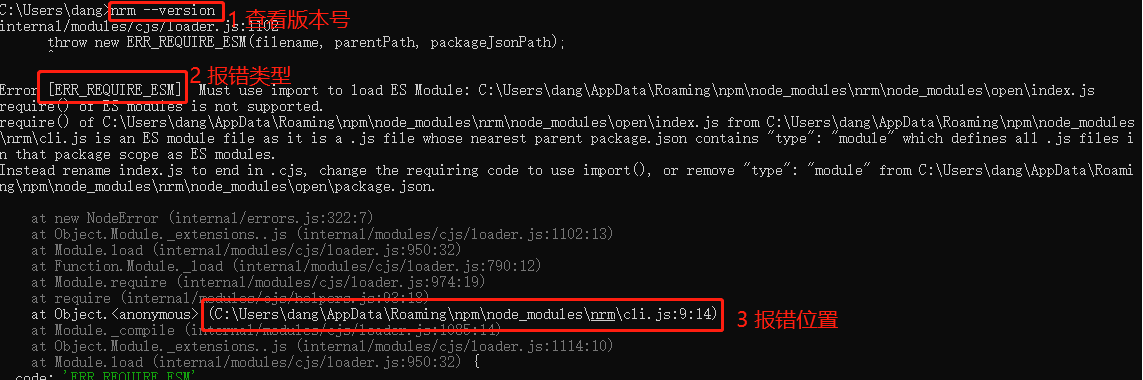 C:\Users\dang>nrm --version
1 查看版本号
internal/modules/cjs/loader.js:1102
throw new ERR_REQUIRE_ESM(filename, parentPath, packageJsonPath);
^
2 报错类型
Error [ERR_REQUIRE_ESM]: Must use import to load ES Module: C:\Users\dang\AppData\Roaming\npm\node_modules\nrm\node_modules\open\index.js
require() of ES modules is not supported.
require() of C:\Users\dang\AppData\Roaming\npm\node_modules\nrm\node_modules\open\index.js from C:\Users\dang\AppData\Roaming\npm\node_modules
\nrm\cli.js is an ES module file as it is a .js file whose nearest parent package.json contains "type": "module" which defines all .js files i
n that package scope as ES modules.
Instead rename index.js to end in .cjs, change the requiring code to use import(), or remove "type": "module" from C:\Users\dang\AppData\Roami
ng\npm\node_modules\nrm\node_modules\open\package.json.
at new NodeError (internal/errors.js:322:7)
at Object.Module._extensions..js (internal/modules/cjs/loader.js:1102:13)
at Module.load (internal/modules/cjs/loader.js:950:32)
at Function.Module._load (internal/modules/cjs/loader.js:790:12)
at Module.require (internal/modules/cjs/loader.js:974:19)
at require (internal/modules/cjs/helpers.js:93:18)
at Object.<anonymous> (C:\Users\dang\AppData\Roaming\npm\node_modules\nrm\cli.js:9:14)
3 报错位置
at Module._compile (internal/modules/cjs/loader.js:1085:14)
at Object.Module._extensions..js (internal/modules/cjs/loader.js:1114:10)
at Module.load (internal/modules/cjs/loader.js:950:32) {
code: 'ERR_REQUIRE_ESM'